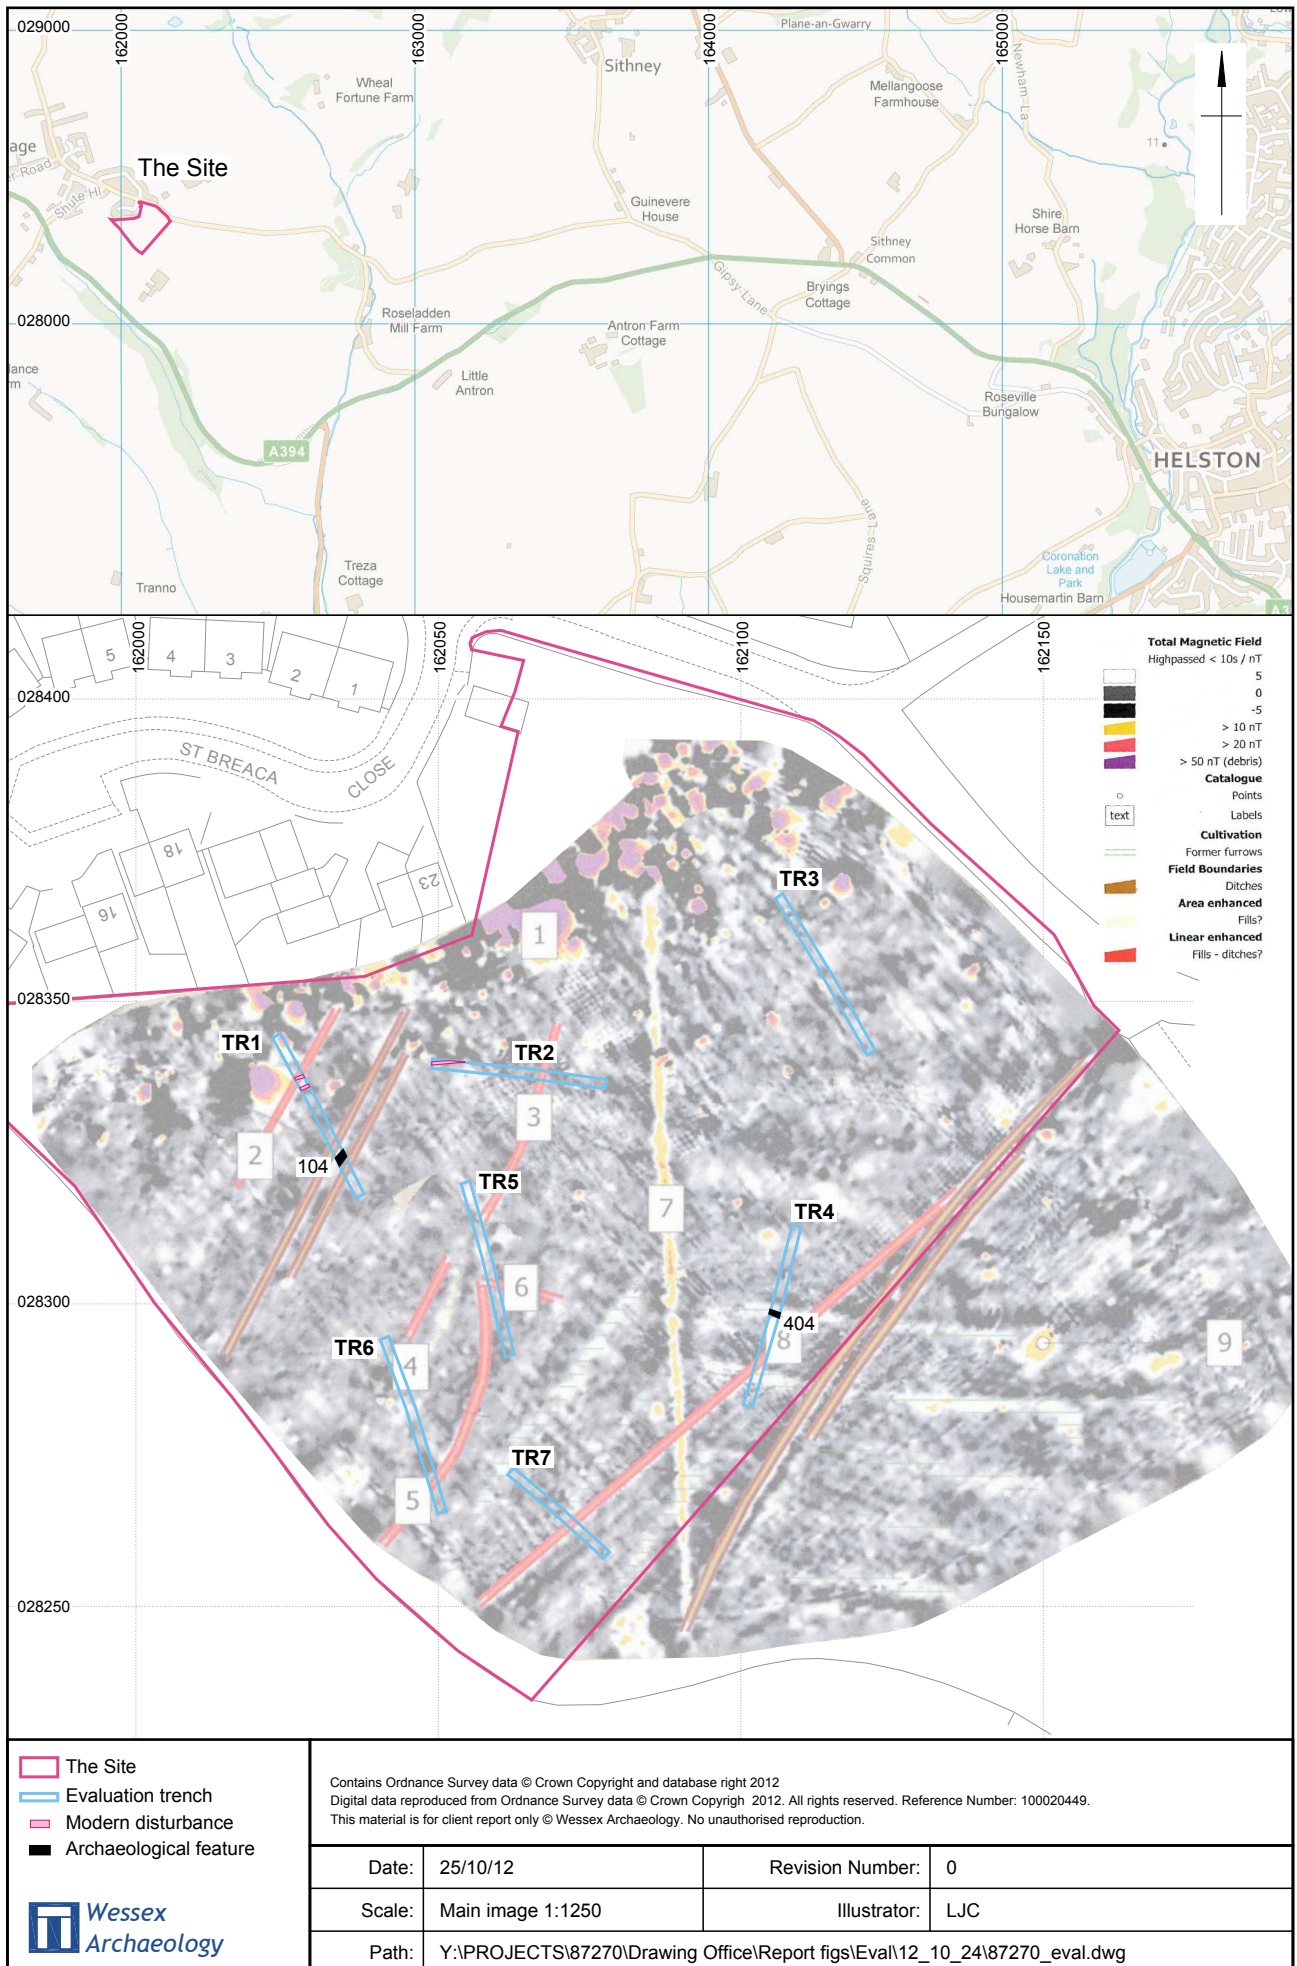 029000
162000
163000
164000
165000
Plane-an-Gwarry
Sithney
Wheal
Fortune Farm
Mellangoose
Farmhouse
Newham La
11
age
er-Road
Shute Hl
The Site
Guinevere
House
Shire
Horse Barn
Sithney
Common
Gipsy Lane
Bryings
Cottage
028000
Roseladden
Mill Farm
Antron Farm
Cottage
Little
Antron
lance
m
Roseville
Bungalow
A394
HELSTON
Squires Lane
Treza
Cottage
Tranno
Coronation
Lake and
Park
Housemartin Barn
A3
162000
162050
162100
162150
5
4
3
2
1
028400
ST BREACA
CLOSE
18
16
23
Total Magnetic Field
Highpassed < 10s / nT
5
0
-5
> 10 nT
> 20 nT
> 50 nT (debris)
Catalogue
Points
text
Labels
Cultivation
Former furrows
Field Boundaries
Ditches
Area enhanced
Fills?
Linear enhanced
Fills - ditches?
TR3
1
028350
TR1
TR2
3
2
104
TR5
7
TR4
6
028300
404
8
TR6
4
9
TR7
5
028250
The Site
Evaluation trench
Modern disturbance
Archaeological feature
Wessex
Archaeology
Contains Ordnance Survey data © Crown Copyright and database right 2012
Digital data reproduced from Ordnance Survey data © Crown Copyrigh 2012. All rights reserved. Reference Number: 100020449.
This material is for client report only © Wessex Archaeology. No unauthorised reproduction.
Date: 25/10/12 Revision Number: 0
Scale: Main image 1:1250 Illustrator: LJC
Path: Y:\PROJECTS\87270\Drawing Office\Report figs\Eval\12_10_24\87270_eval.dwg